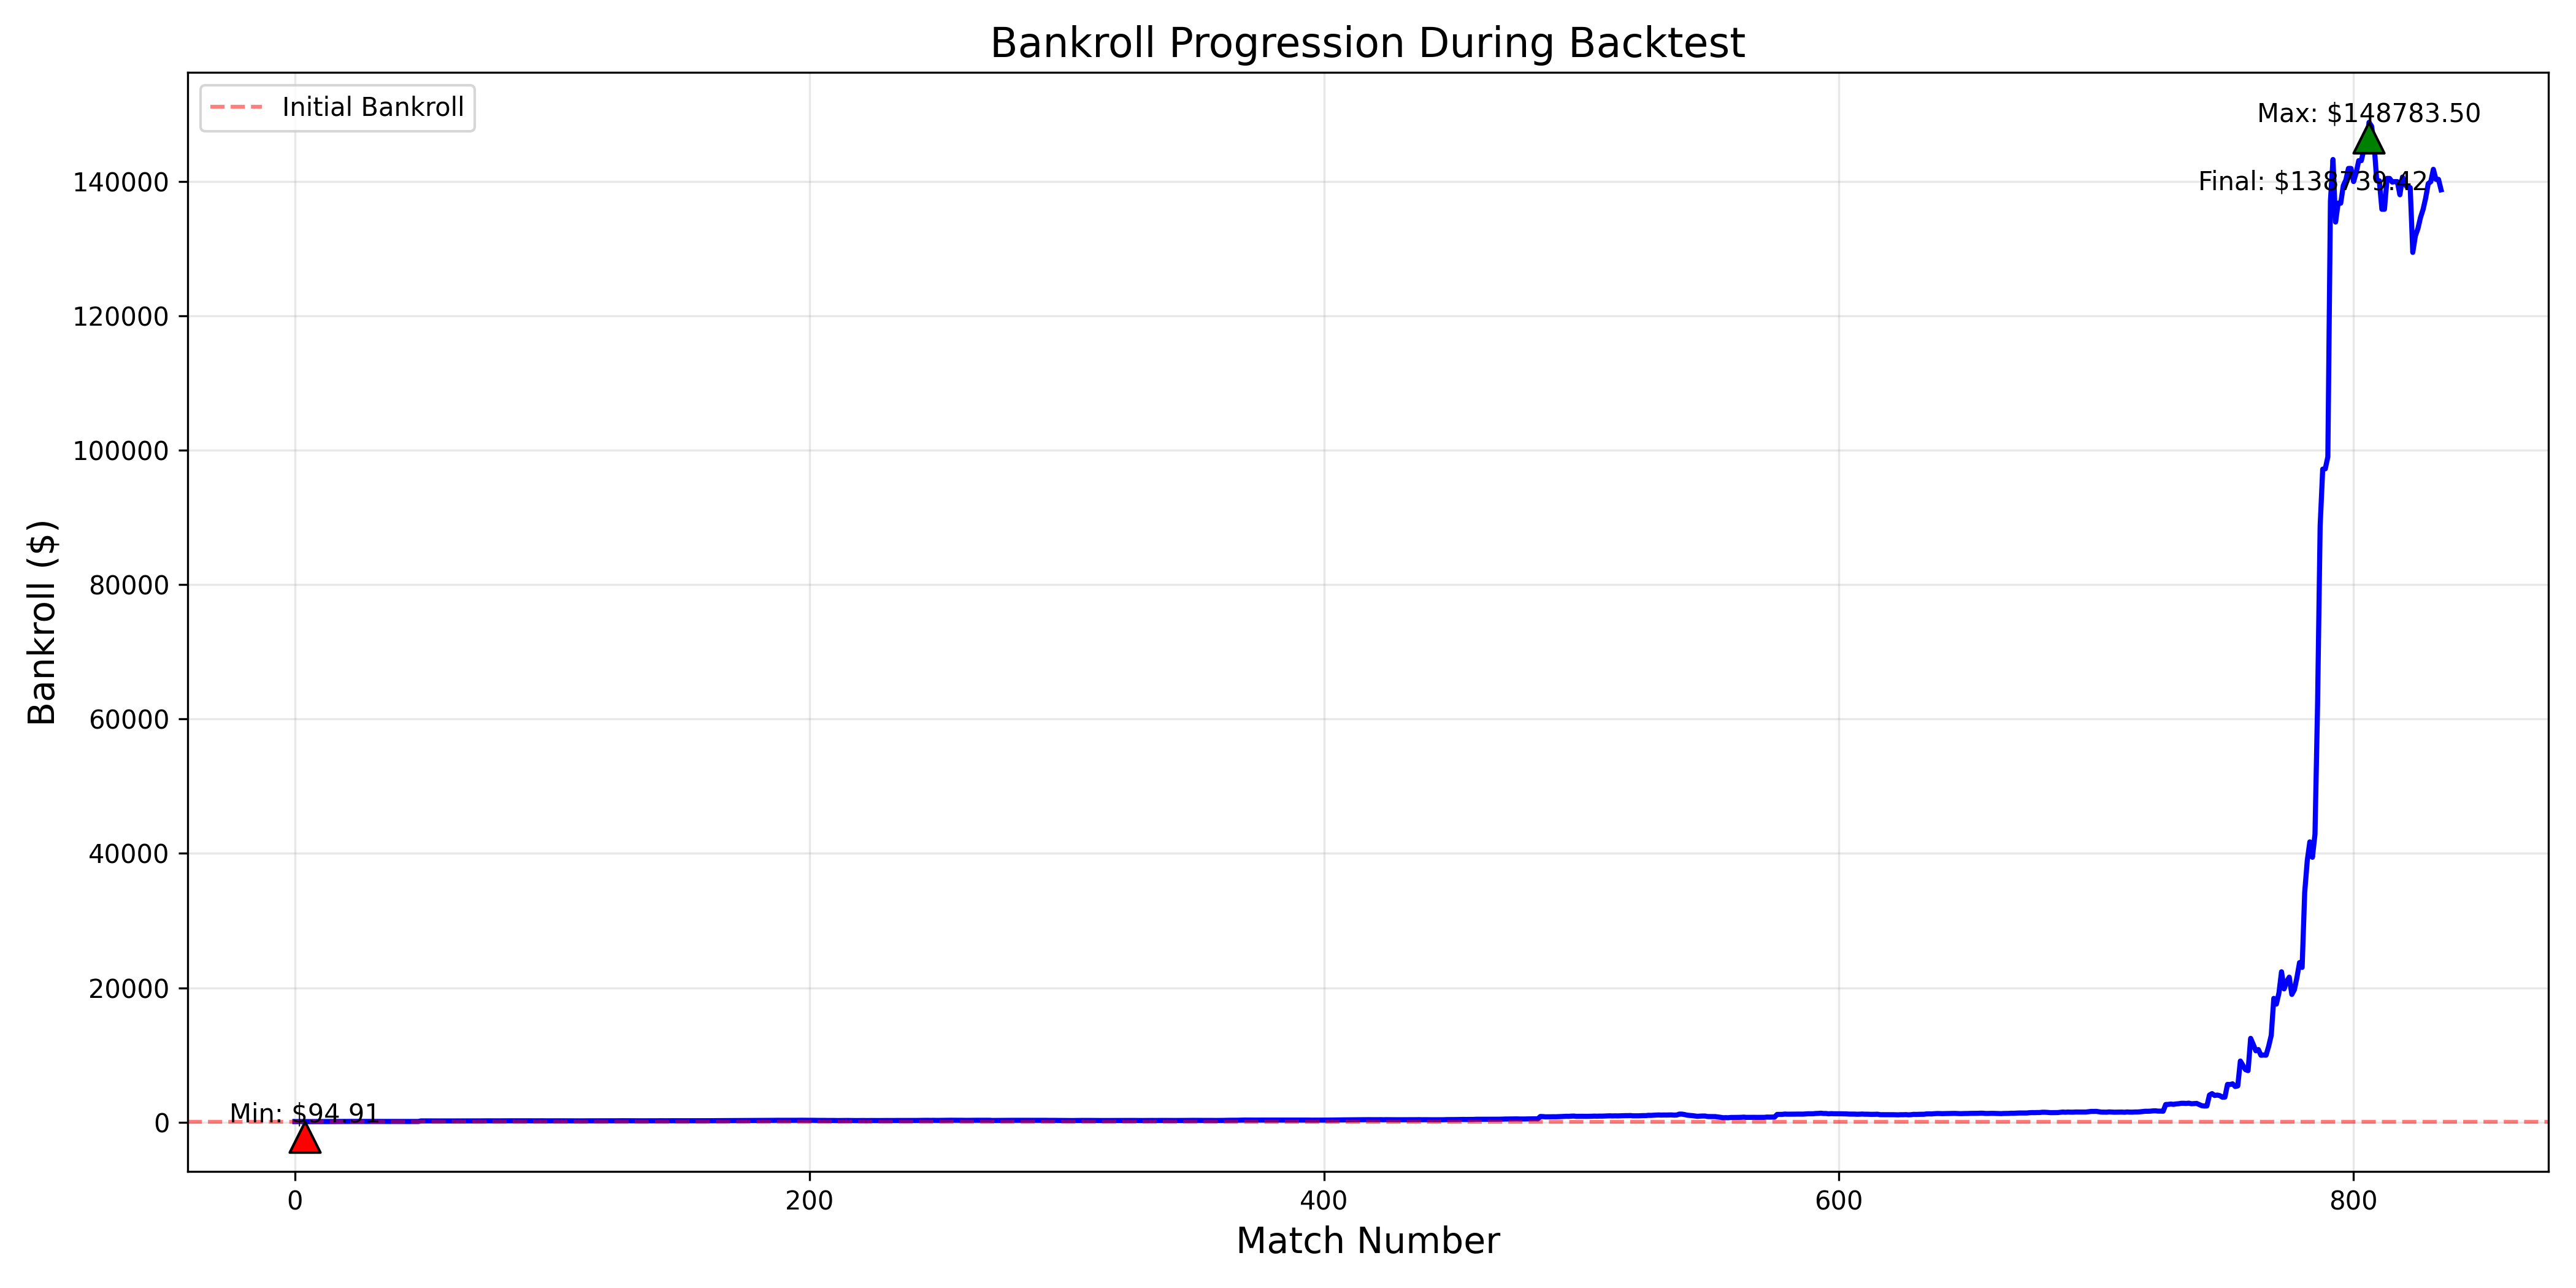 Bankroll Progression During Backtest
Initial Bankroll
Max: $148783.50
Final: $138739.42
Min: $94.91
Bankroll ($)
140000
120000
100000
80000
60000
40000
20000
0
0
200
400
600
800
Match Number